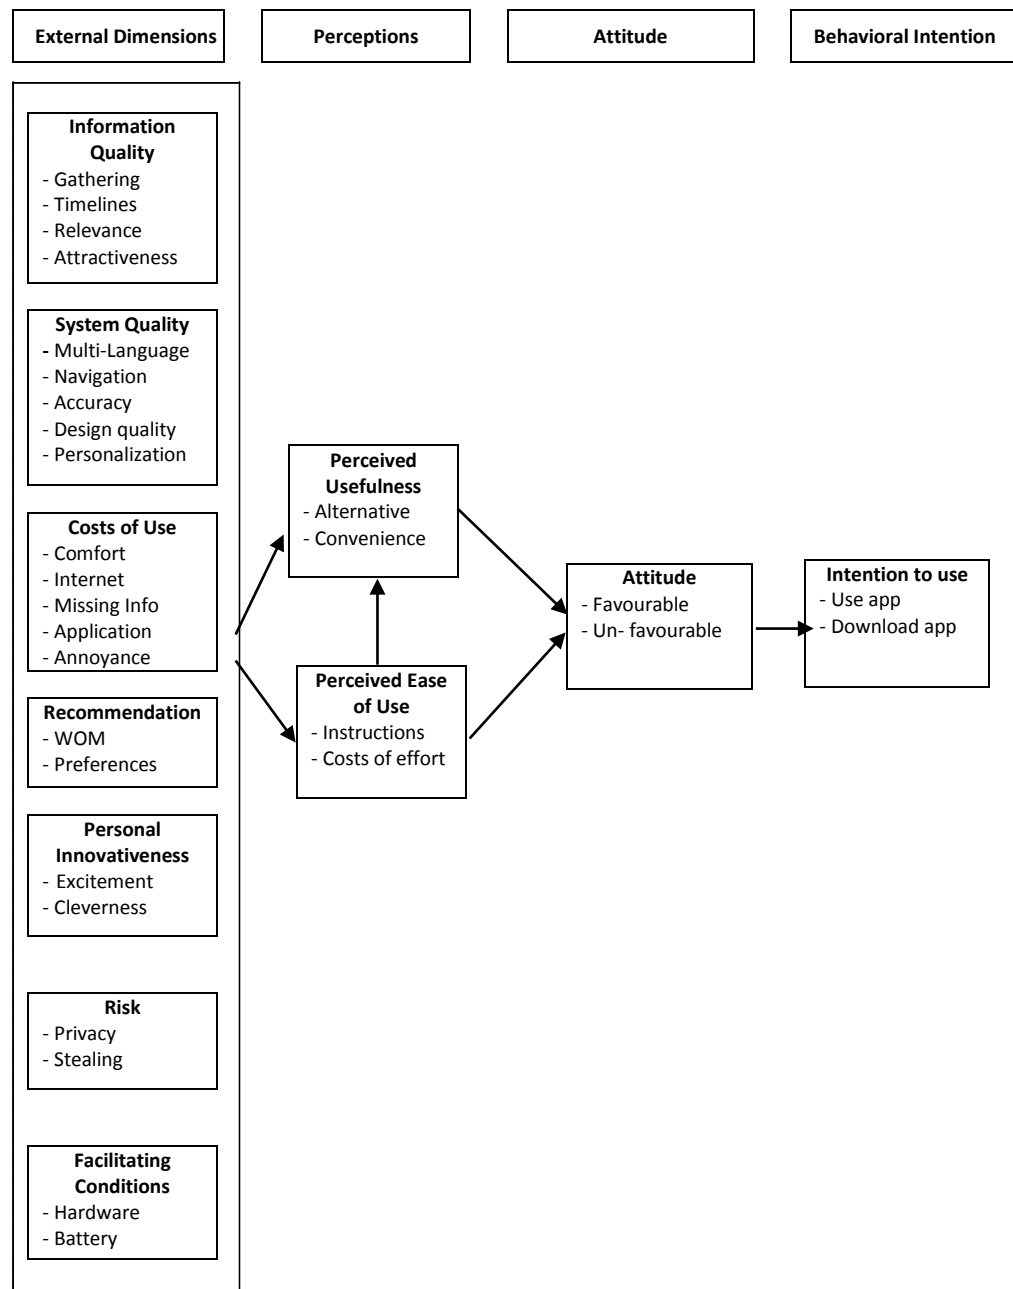 External Dimensions
Perceptions
Attitude
Behavioral Intention
Information
Quality
- Gathering
- Timelines
- Relevance
- Attractiveness
System Quality
- Multi-Language
- Navigation
- Accuracy
- Design quality
- Personalization
Costs of Use
- Comfort
- Internet
- Missing Info
- Application
- Annoyance
Recommendation
- WOM
- Preferences
Personal
Innovativeness
- Excitement
- Cleverness
Risk
- Privacy
- Stealing
Facilitating
Conditions
- Hardware
- Battery
Perceived
Usefulness
- Alternative
- Convenience
Perceived Ease
of Use
- Instructions
- Costs of effort
Attitude
- Favourable
- Un- favourable
Intention to use
- Use app
- Download app